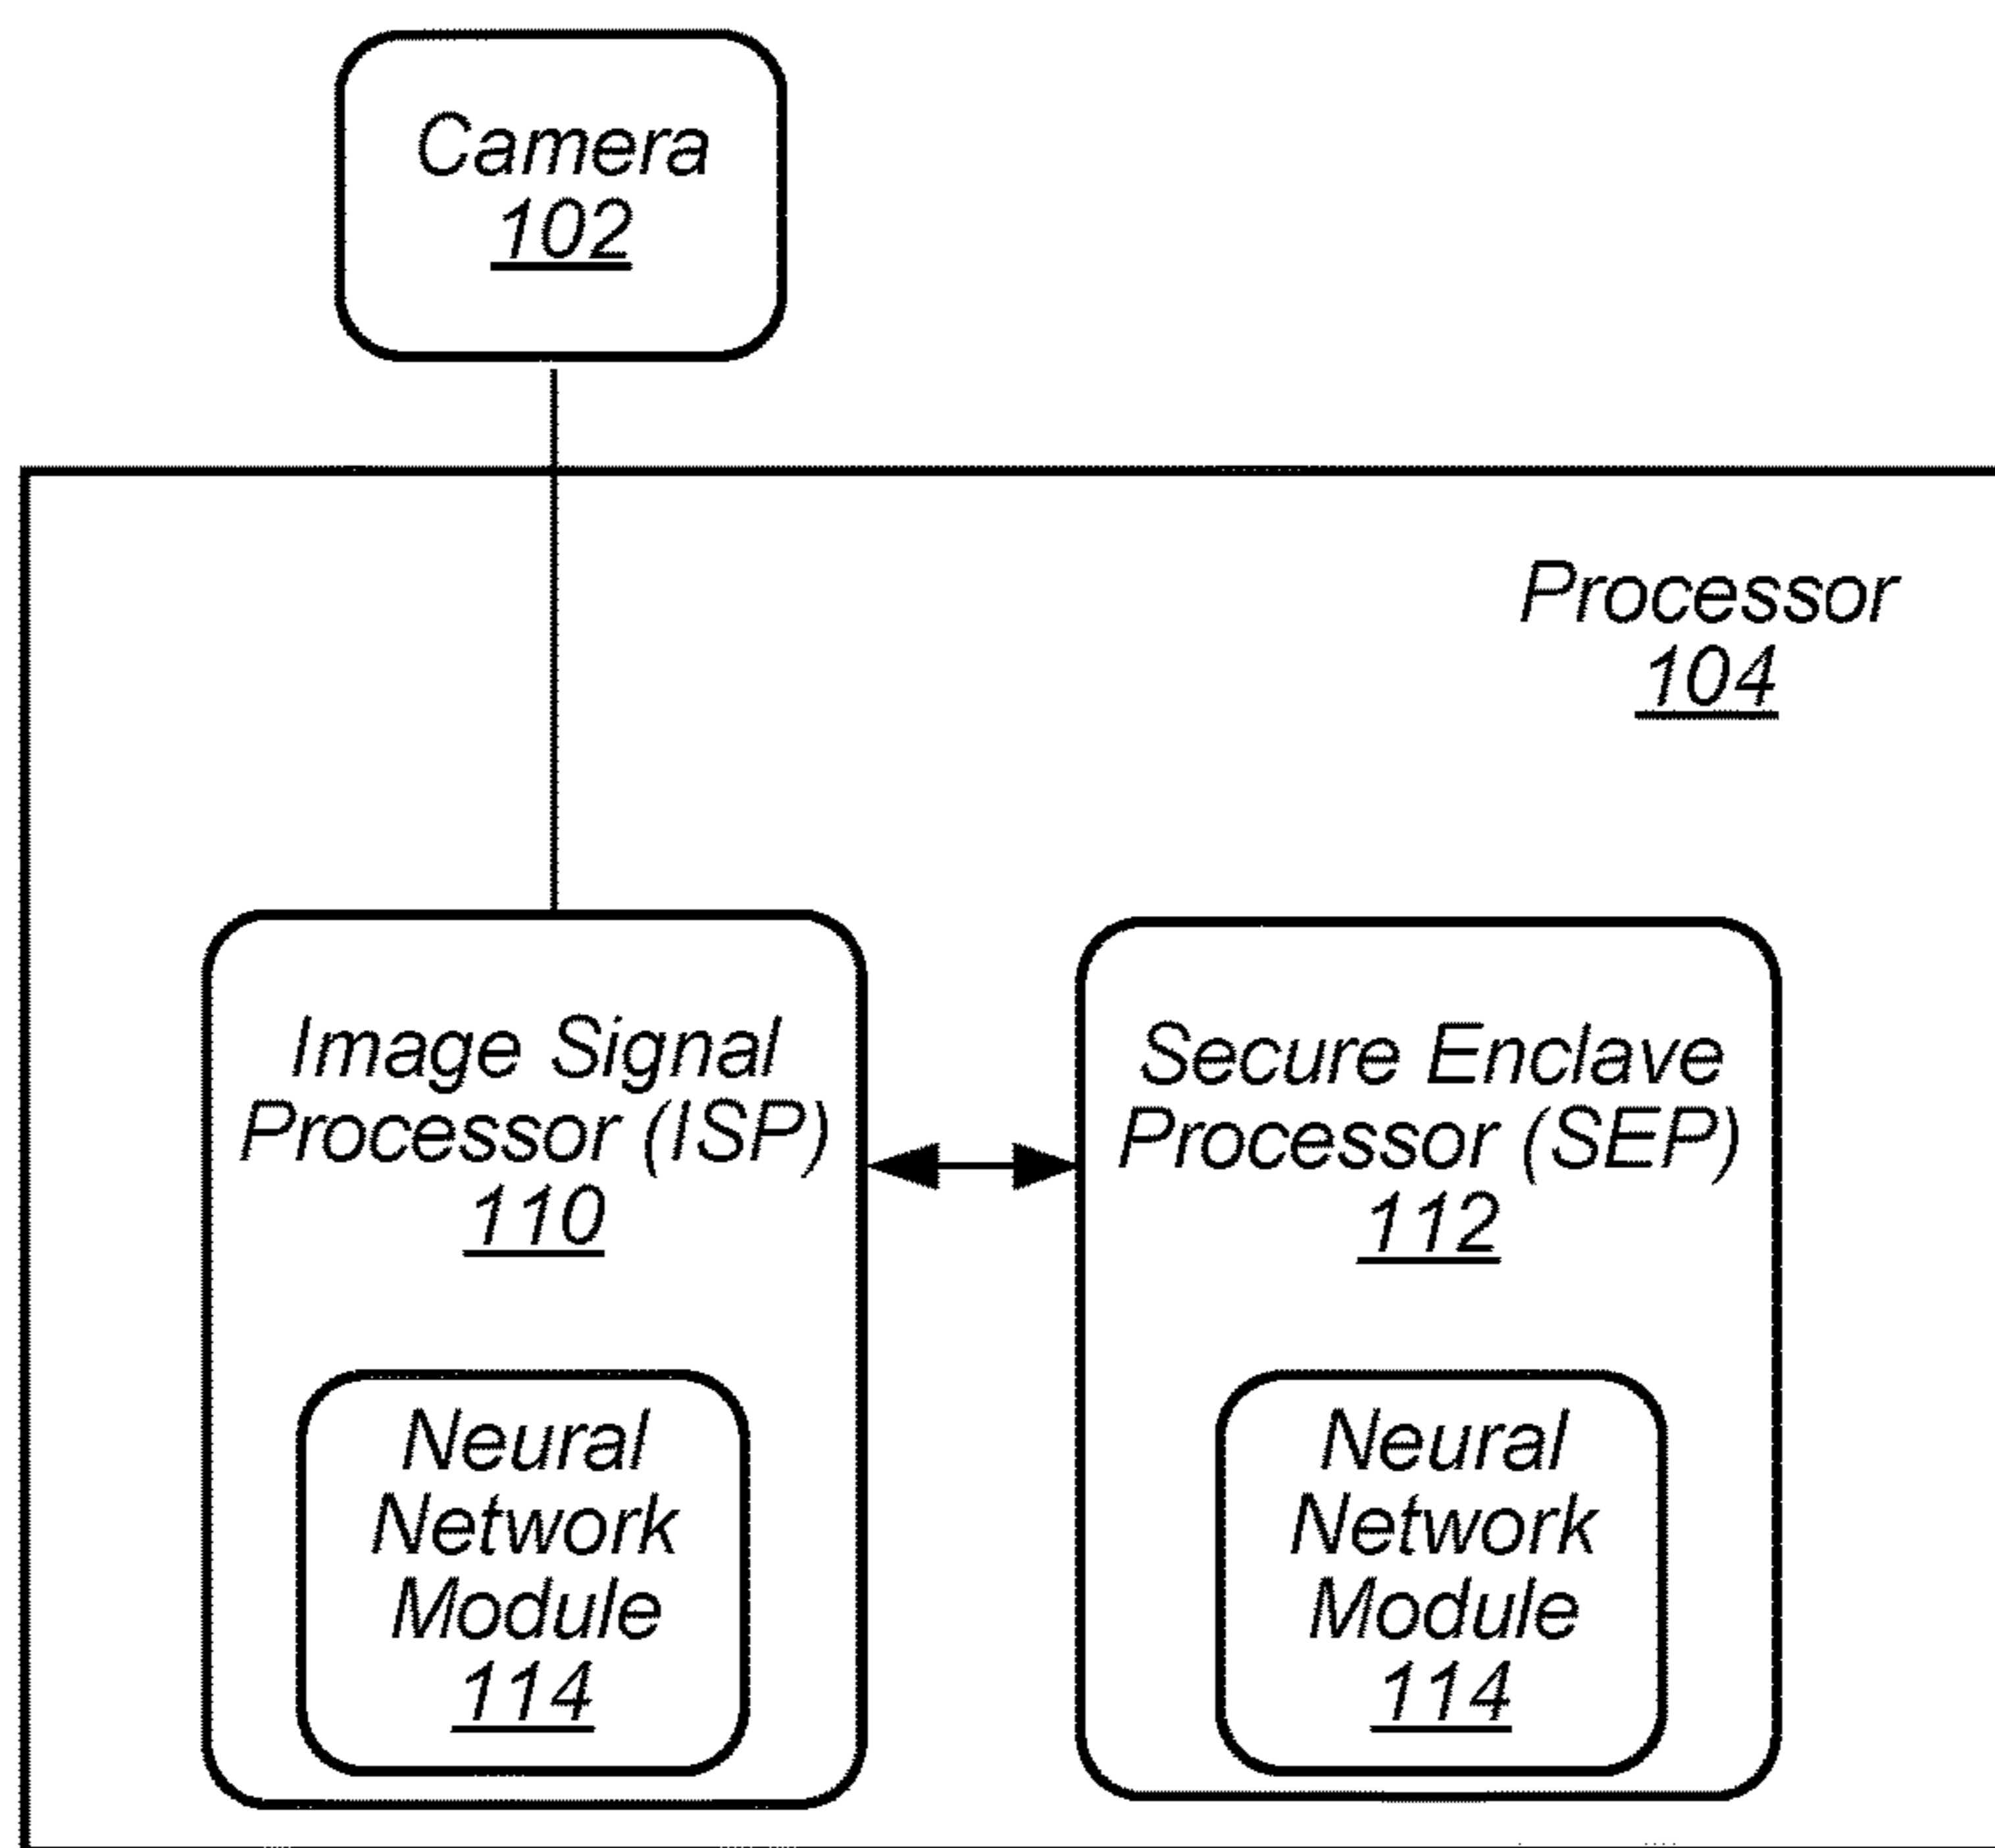 Camera
102
Processor
104
Image Signal
Processor (ISP)
110
Secure Enclave
Processor (SEP)
112
Neural
Network
Module
114
Neural
Network
Module
114